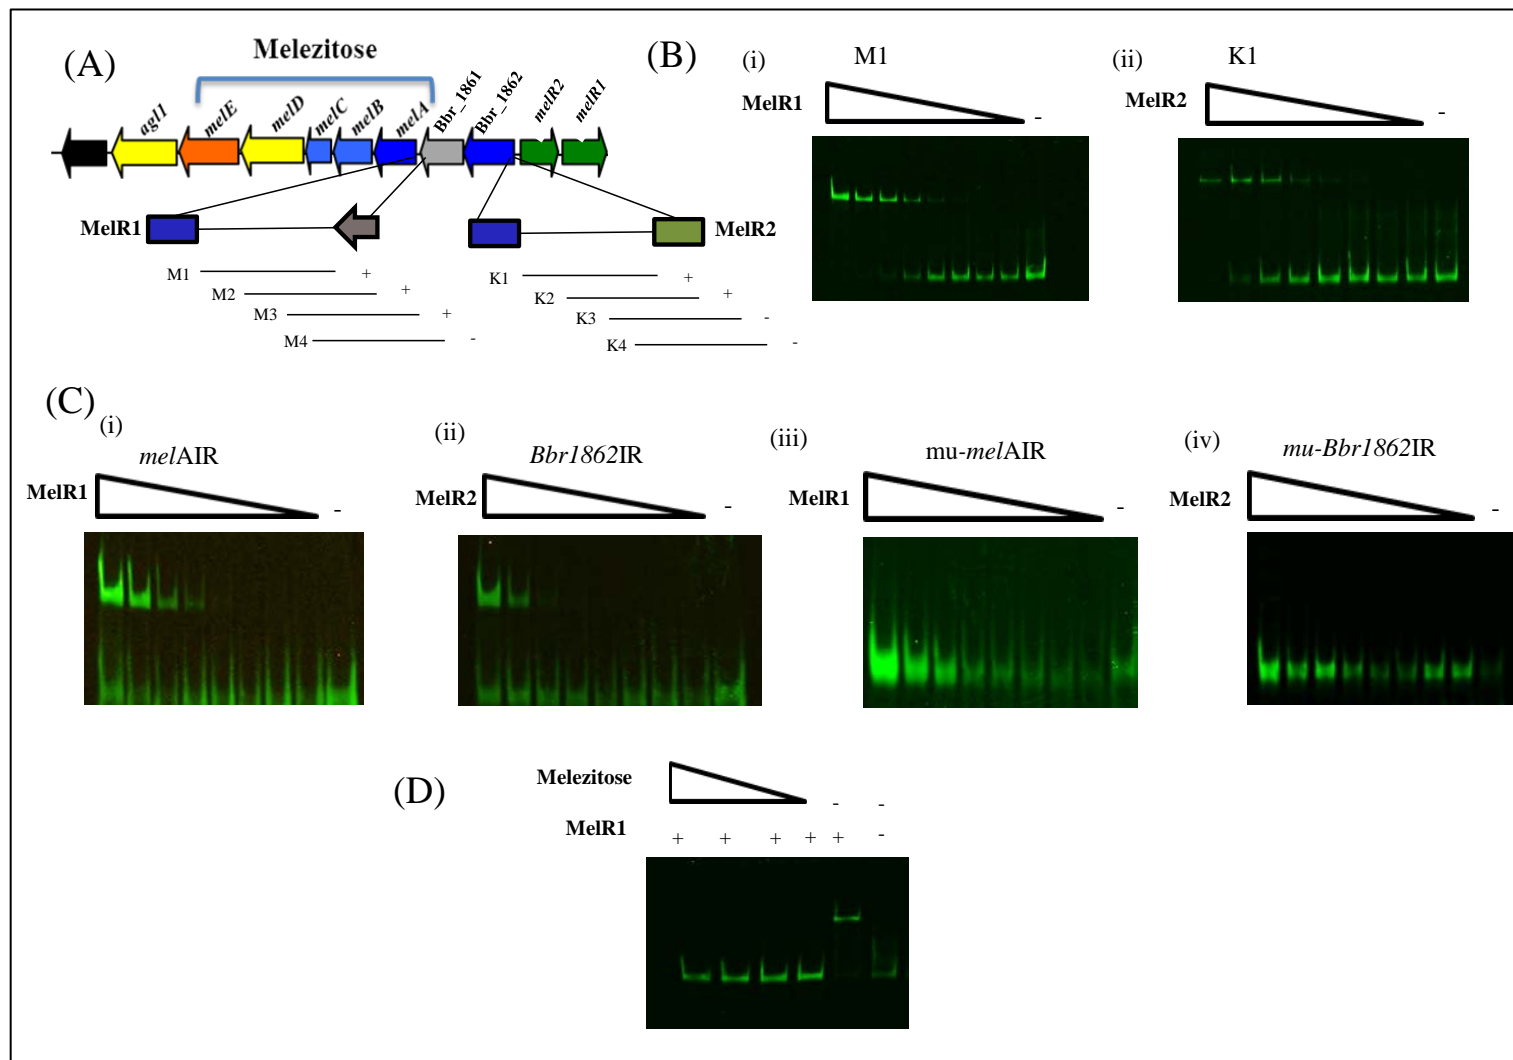 (A)
Melezitose
agl1 melE melD melC melB melA Bbr_1861 Bbr_1862 melR2 melR1
MelR1 MelR2
M1 +
M2 +
M3 +
M4 -
K1 +
K2 +
K3 -
K4 -
(B)
(i) M1
MelR1 -
(ii) K1
MelR2 -
(C)
(i) melAIR
MelR1 -
(ii) Bbr1862IR
MelR2 -
(iii) mu-melAIR
MelR1 -
(iv) mu-Bbr1862IR
MelR2 -
(D)
Melezitose - -
MelR1 + + + + + -